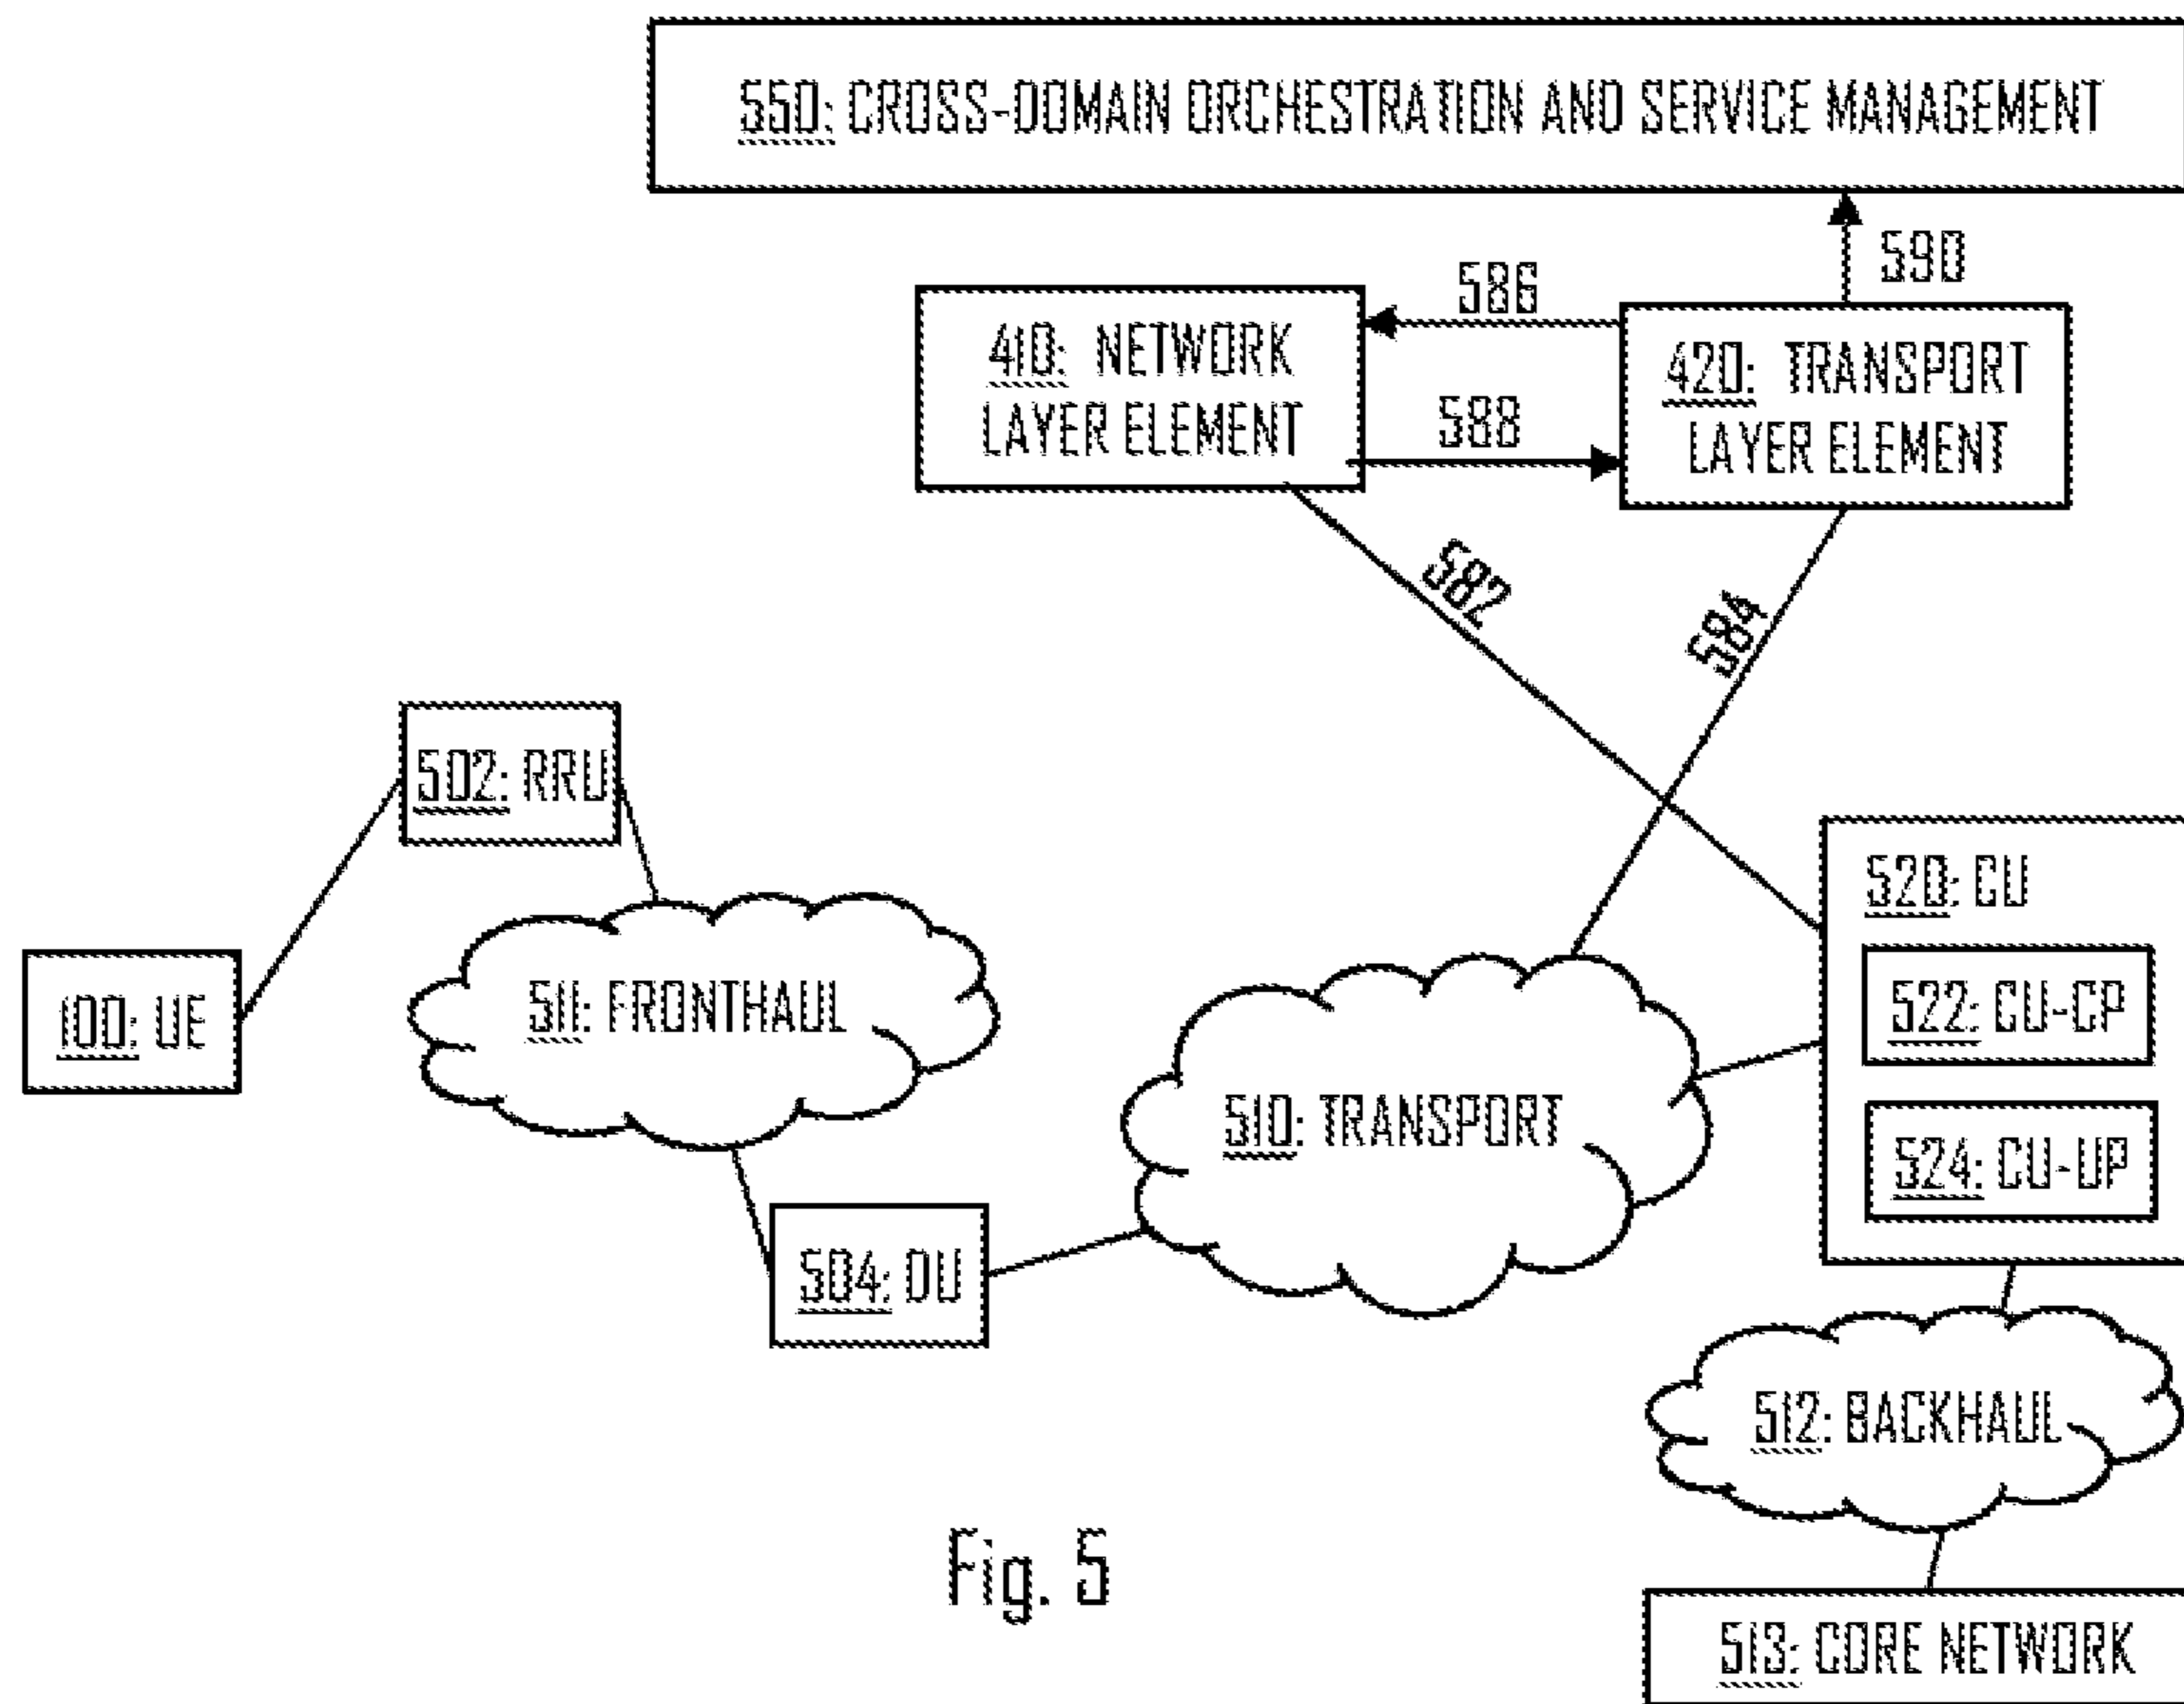 550: CROSS-DOMAIN ORCHESTRATION AND SERVICE MANAGEMENT
590
586
410: NETWORK
LAYER ELEMENT
420: TRANSPORT
LAYER ELEMENT
588
582
584
502: RRU
520: CU
100: UE
511: FRONTHAUL
522: CU-CP
510: TRANSPORT
524: CU-UP
504: DU
512: BACKHAUL
Fig. 5
513: CORE NETWORK